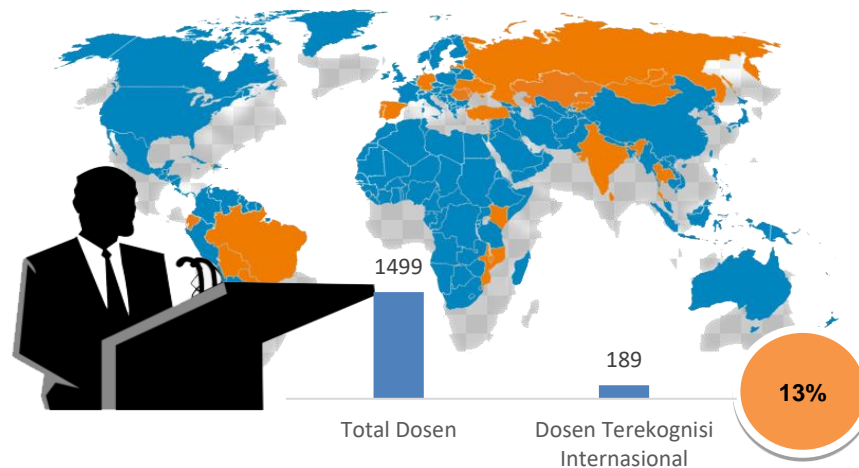 1499
189
13%
Total Dosen
Dosen Terekognisi
Internasional